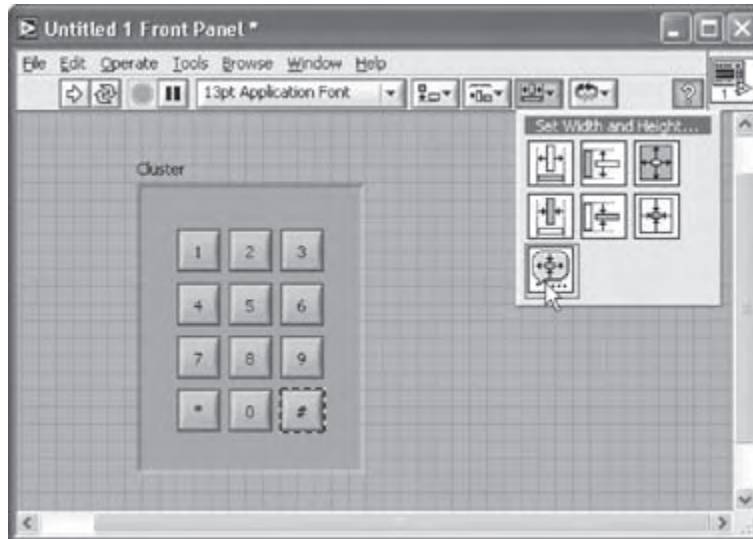 Untitled 1 Front Panel *
File Edit Operate Tools Browse Window Help
13pt Application Font
?
1
Set Width and Height...
Cluster
1 2 3
4 5 6
7 8 9
* 0 #